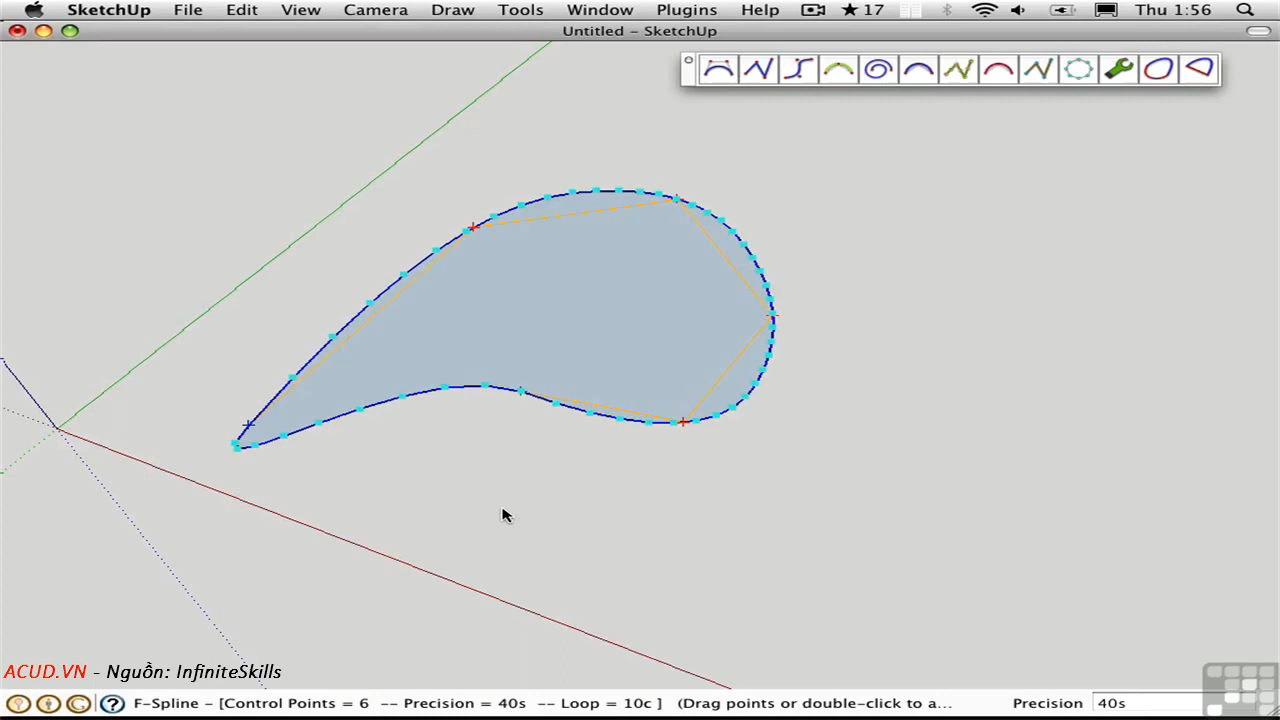 SketchUp File Edit View Camera Draw Tools Window Plugins Help ★ 17 Thu 1:56
Untitled – SketchUp
ACUD.VN - Nguồn: InfiniteSkills
F-Spline - [Control Points = 6 -- Precision = 40s -- Loop = 10c ] (Drag points or double-click to a... Precision 40s